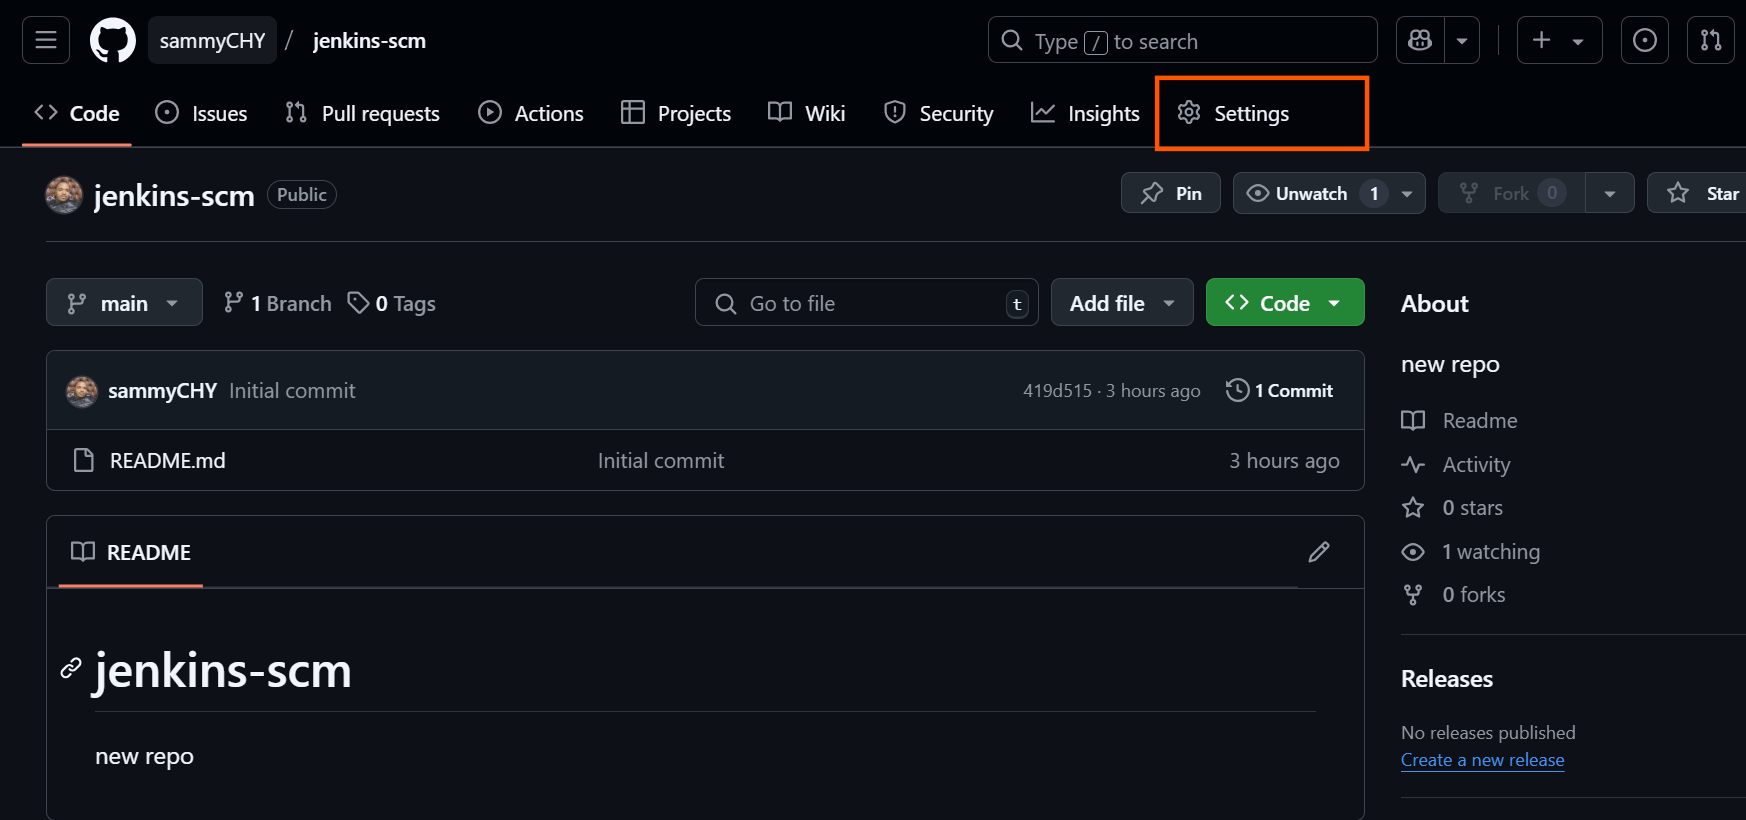 sammyCHY / jenkins-scm
Type / to search
Code
Issues
Pull requests
Actions
Projects
Wiki
Security
Insights
Settings
jenkins-scm Public
Pin
Unwatch 1
Fork 0
Star
main
1 Branch
0 Tags
Go to file t
Add file
Code
About
new repo
sammyCHY Initial commit
419d515 · 3 hours ago
1 Commit
README.md
Initial commit
3 hours ago
Readme
Activity
0 stars
1 watching
0 forks
README
jenkins-scm
new repo
Releases
No releases published
Create a new release